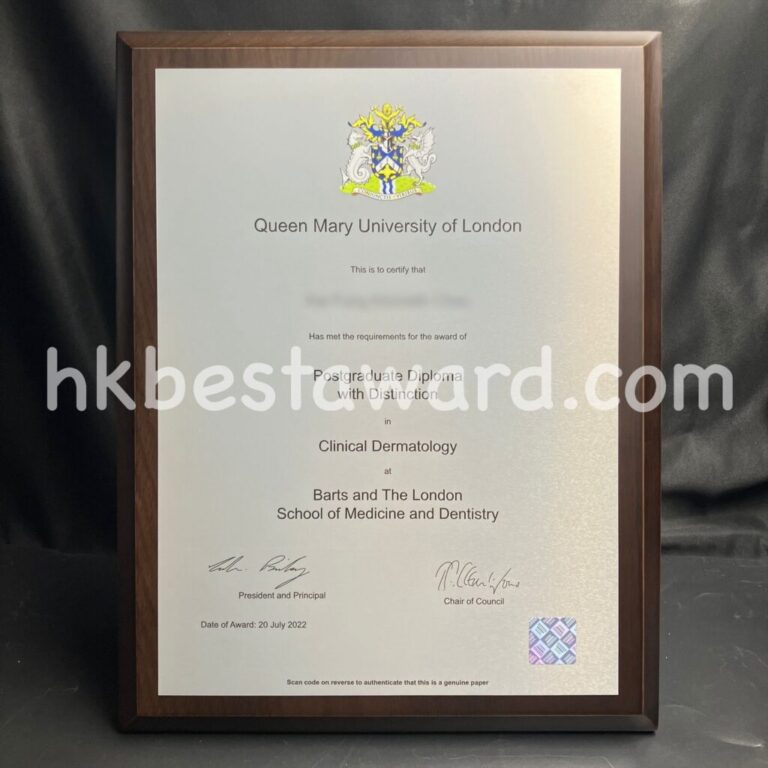 Queen Mary University of London
This is to certify that
Has met the requirements for the award of
Postgraduate Diploma
with Distinction
hkbestaward.com
in
Clinical Dermatology
at
Barts and The London
School of Medicine and Dentistry
President and Principal
Chair of Council
Date of Award: 20 July 2022
Scan code on reverse to authenticate that this is a genuine paper